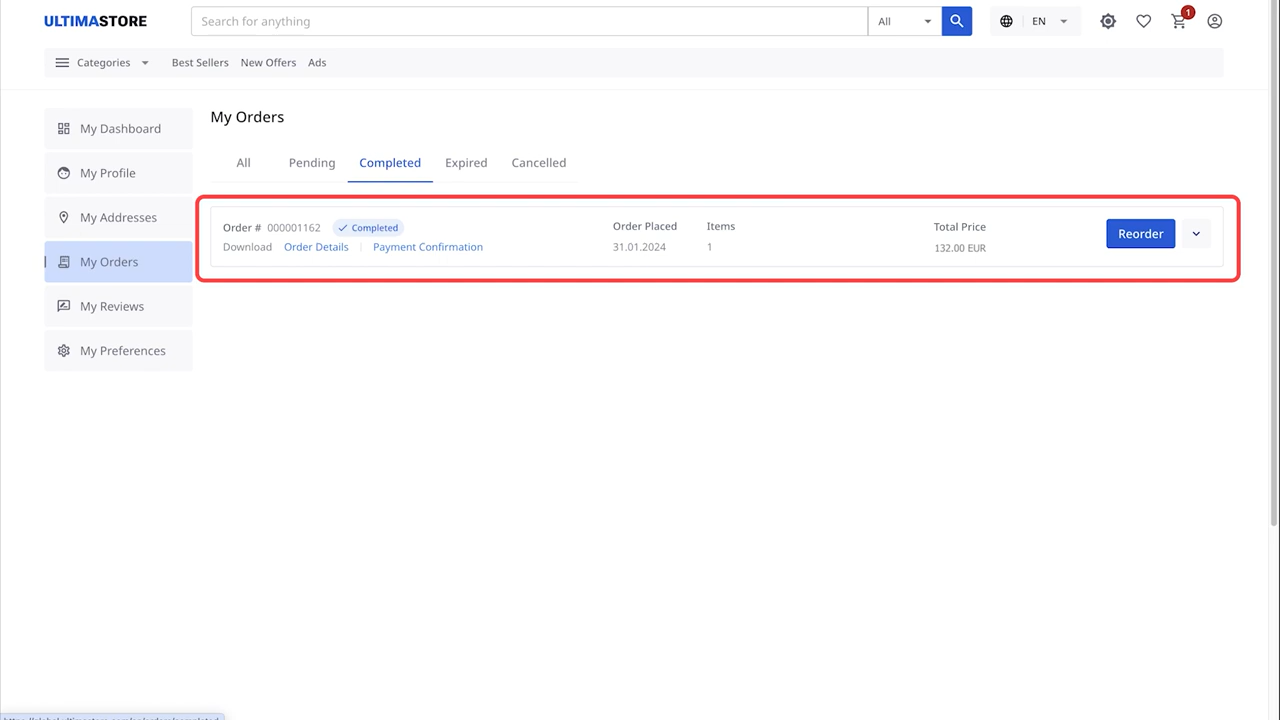 ULTIMASTORE
Search for anything
All
EN
1
Categories
Best Sellers
New Offers
Ads
My Dashboard
My Profile
My Addresses
My Orders
My Reviews
My Preferences
My Orders
All
Pending
Completed
Expired
Cancelled
Order # 000001162
Completed
Download Order Details | Payment Confirmation
Order Placed
31.01.2024
Items
1
Total Price
132.00 EUR
Reorder